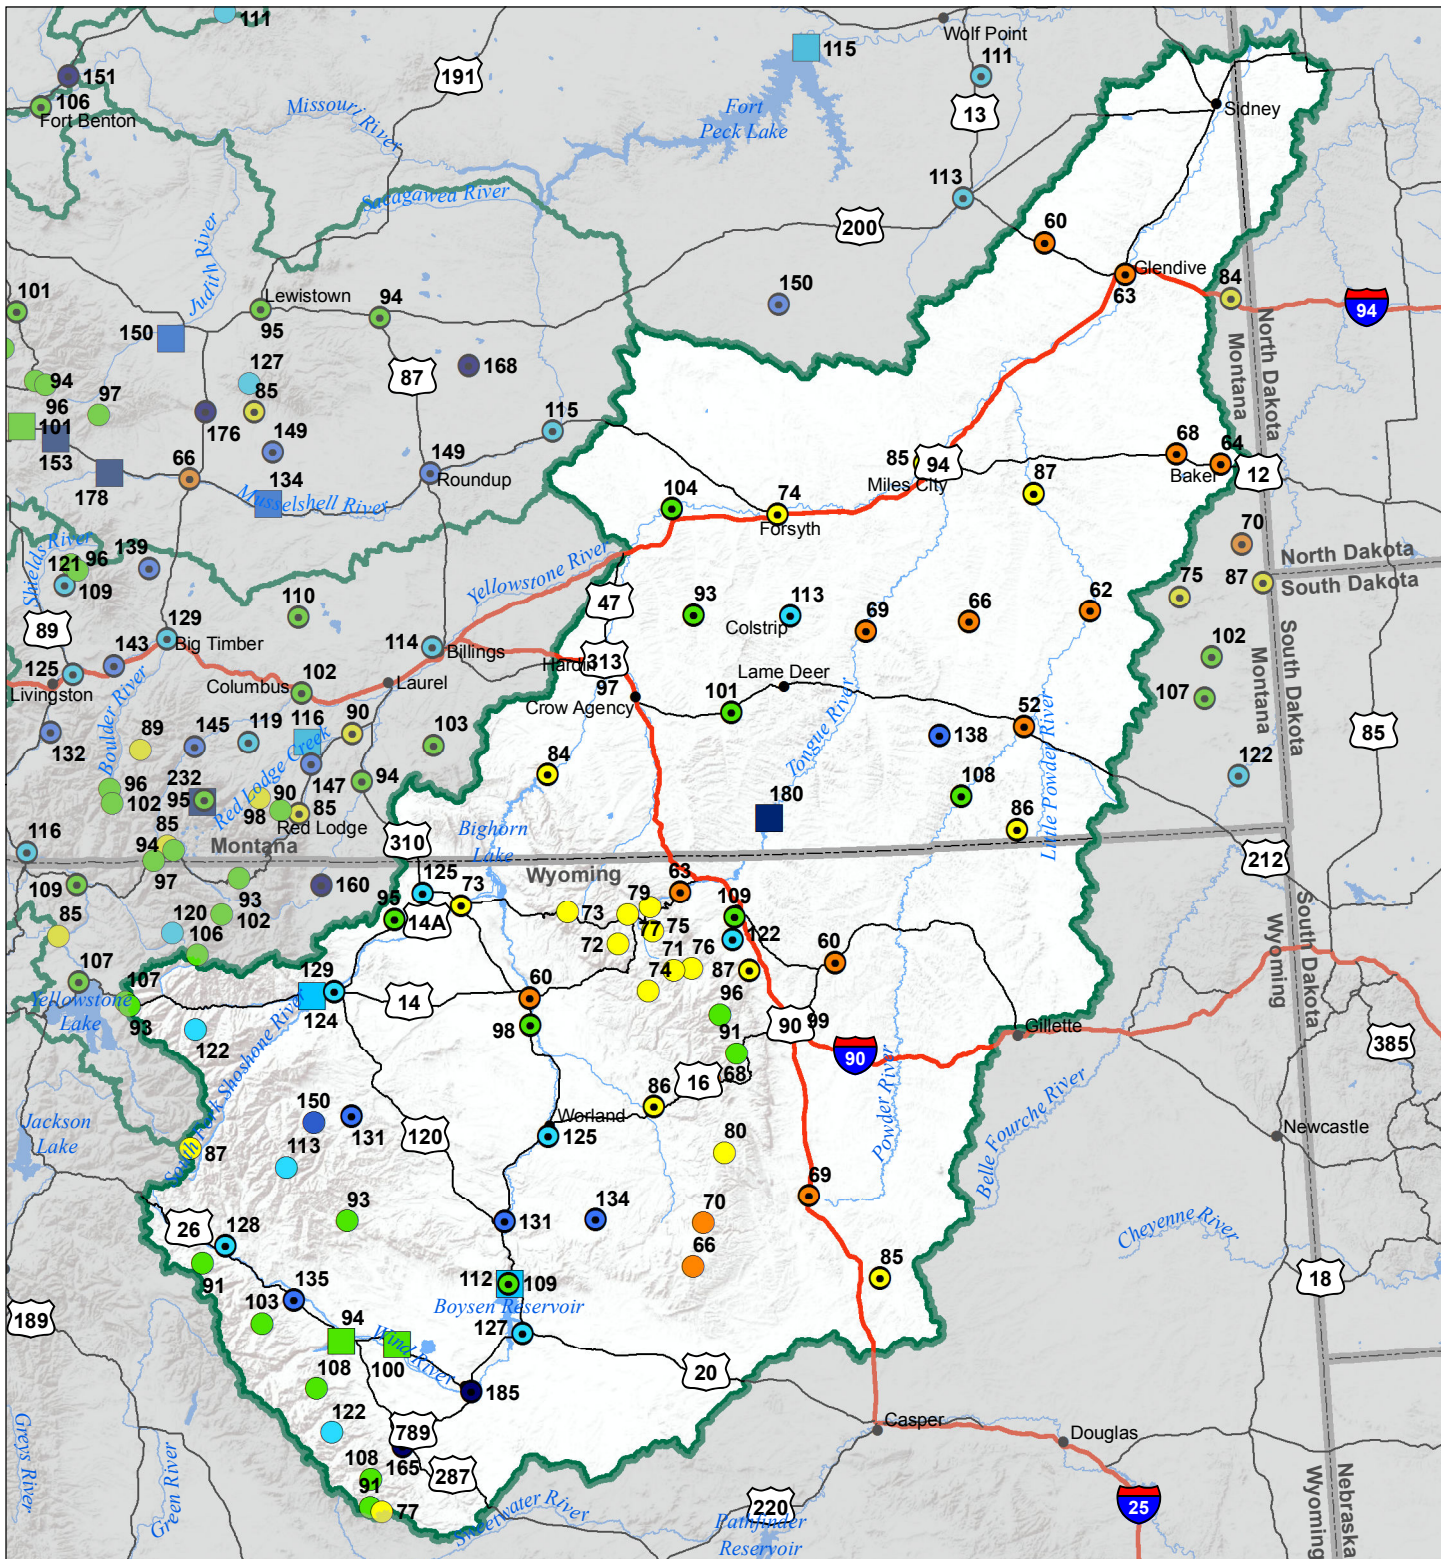 111
Wolf Point
115
111
151
191
106
Fort Benton
Missouri River
Fort
Peck Lake
13
Sidney
113
Sacagawea River
200
60
Judith River
Glendive
63
84
94
101
Lewistown
95
94
150
150
North Dakota
Montana
127
87
168
94
97
85
96
101
176
115
153
149
66
149
178
134
Roundup
Musselshell River
85
94
Miles City
87
68
64
Baker
12
104
74
Forsyth
70
Shields River
121
96
139
109
Yellowstone River
North Dakota
South Dakota
75
87
110
47
93
113
Colstrip
69
66
62
89
129
Big Timber
143
114
Billings
Hardin
313
102
125
Livingston
102
Columbus
Laurel
97
Crow Agency
Lame Deer
101
107
South Dakota
Montana
Boulder River
132
89
145
119
116
90
103
Tongue River
138
52
85
Red Lodge Creek
84
122
96
102
232
95
90
98
147
85
Red Lodge
94
180
108
86
Little Powder River
116
85
94
97
Montana
310
Bighorn
Lake
Wyoming
212
109
93
102
160
125
73
95
14A
73
79
63
109
85
120
106
72
77
75
122
60
South Dakota
Wyoming
107
Yellowstone
Lake
107
93
129
124
14
60
71
76
74
87
98
96
122
South Fork Shoshone River
90
99
91
68
90
Gillette
385
16
86
Powder River
Belle Fourche River
Jackson
Lake
150
131
120
Worland
125
113
87
80
Newcastle
93
131
134
69
70
26
128
Cheyenne River
91
66
135
112
109
85
18
Boysen Reservoir
103
94
127
189
Wind River
100
20
108
185
122
789
Casper
Douglas
165
108
287
91
77
Greys River
Green River
Sweetwater River
220
Pathfinder
Reservoir
25
Nebraska
Wyoming